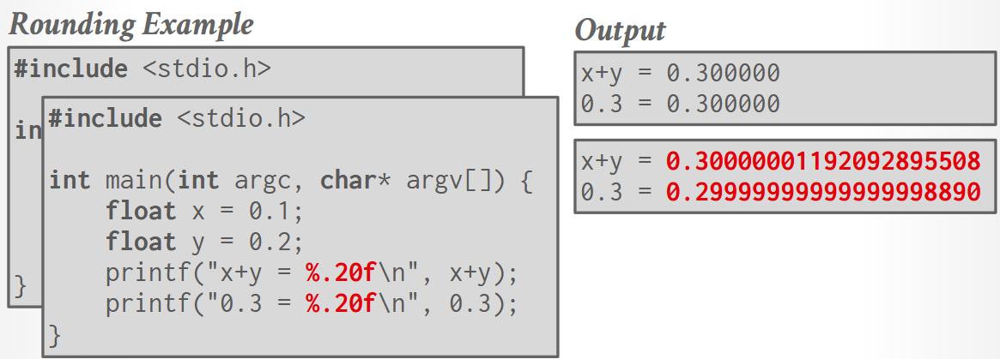 Rounding Example
#include <stdio.h>
in
}
#include <stdio.h>
int main(int argc, char* argv[]) {
    float x = 0.1;
    float y = 0.2;
    printf("x+y = %.20f\n", x+y);
    printf("0.3 = %.20f\n", 0.3);
}
Output
x+y = 0.300000
0.3 = 0.300000
x+y = 0.30000001192092895508
0.3 = 0.29999999999999998890